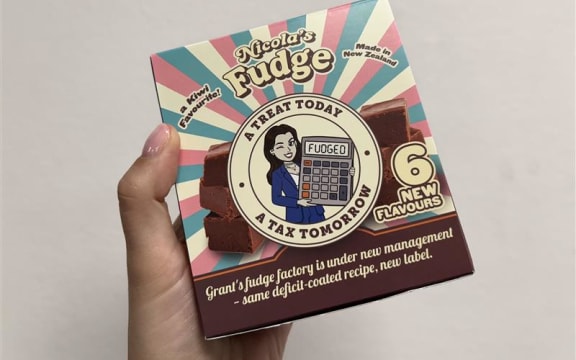 Nicola's
Fudge
Made in
New Zealand
a Kiwi
Favourite!
A TREAT TODAY
FUDGED
A TAX TOMORROW
6
NEW
FLAVOURS
Grant's fudge factory is under new management
– same deficit-coated recipe, new label.